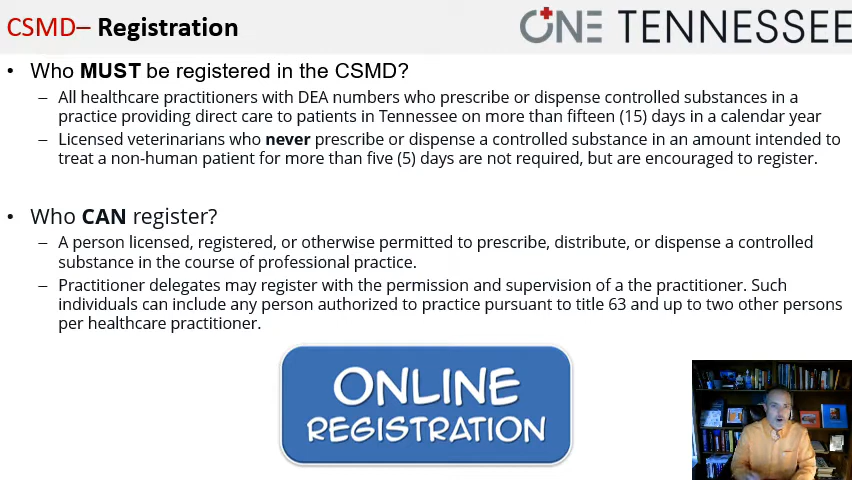 CSMD– Registration
ONE TENNESSEE
• Who MUST be registered in the CSMD?
– All healthcare practitioners with DEA numbers who prescribe or dispense controlled substances in a
practice providing direct care to patients in Tennessee on more than fifteen (15) days in a calendar year
– Licensed veterinarians who never prescribe or dispense a controlled substance in an amount intended to
treat a non-human patient for more than five (5) days are not required, but are encouraged to register.
• Who CAN register?
– A person licensed, registered, or otherwise permitted to prescribe, distribute, or dispense a controlled
substance in the course of professional practice.
– Practitioner delegates may register with the permission and supervision of a the practitioner. Such
individuals can include any person authorized to practice pursuant to title 63 and up to two other persons
per healthcare practitioner.
ONLINE
REGISTRATION